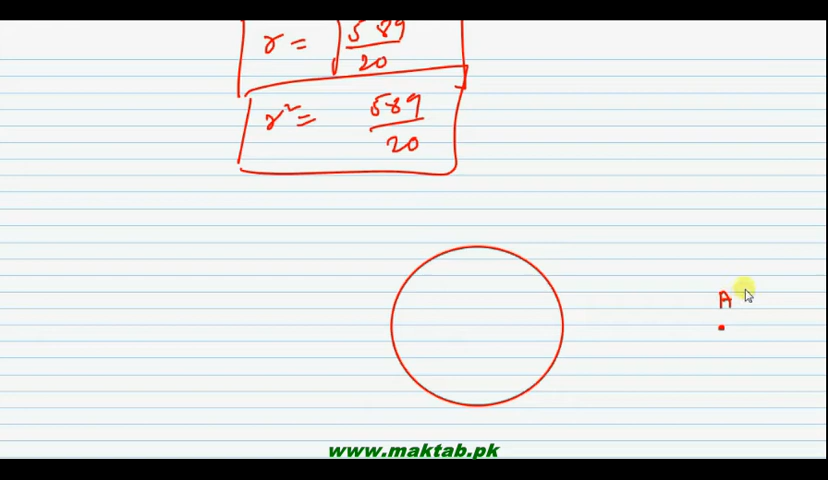 r = √589/20
r² = 589/20
A
www.maktab.pk